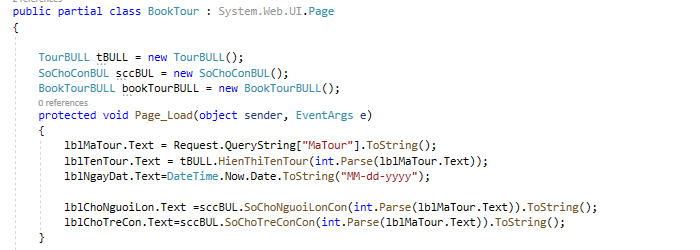 public partial class BookTour : System.Web.UI.Page
{
TourBULL tBULL = new TourBULL();
SoChoConBUL sccBUL = new SoChoConBUL();
BookTourBULL bookTourBULL = new BookTourBULL();
0 references
protected void Page_Load(object sender, EventArgs e)
{
lblMaTour.Text = Request.QueryString["MaTour"].ToString();
lblTenTour.Text = tBULL.HienThiTenTour(int.Parse(lblMaTour.Text));
lblNgayDat.Text=DateTime.Now.Date.ToString("MM-dd-yyyy");
lblChoNguoiLon.Text =sccBUL.SoChoNguoiLonCon(int.Parse(lblMaTour.Text)).ToString();
lblChoTreCon.Text=sccBUL.SoChoTreConCon(int.Parse(lblMaTour.Text)).ToString();
}